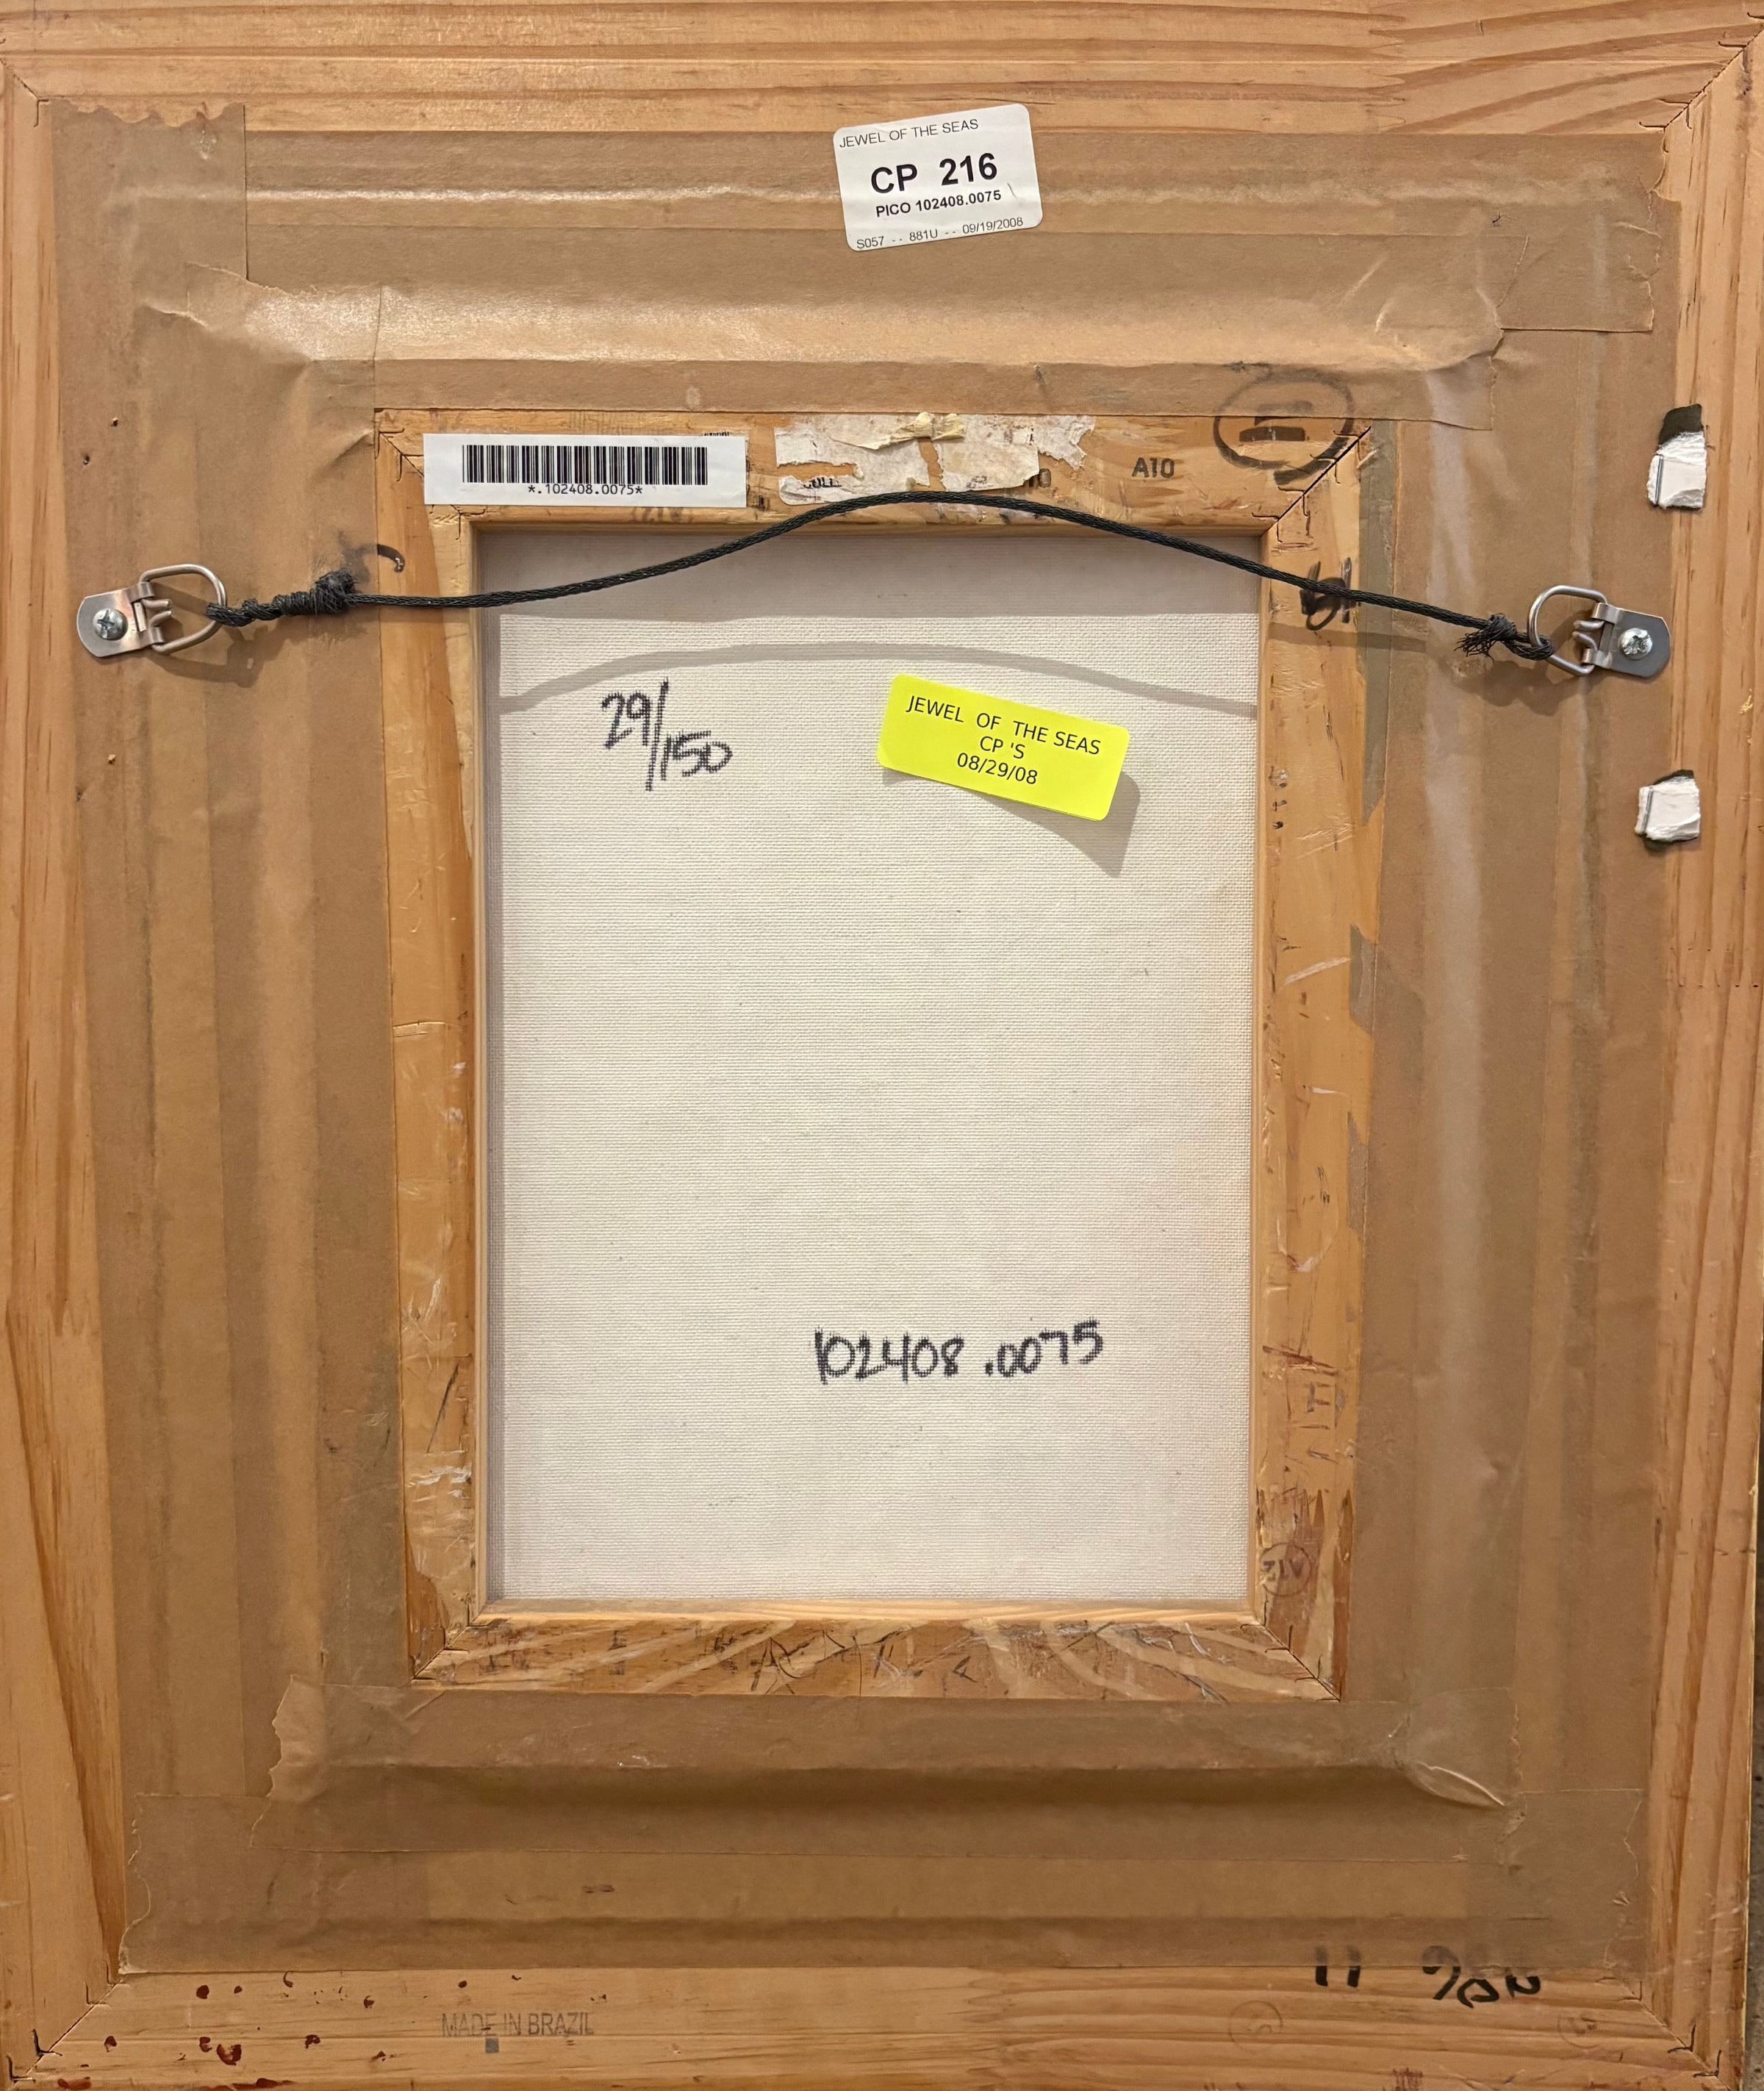 JEWEL OF THE SEAS
CP 216
PICO 102408.0075
S057 -- 881U -- 09/19/2008
*.102408.0075*
A10
29/150
JEWEL OF THE SEAS
CP 'S
08/29/08
102408.0075
MADE IN BRAZIL